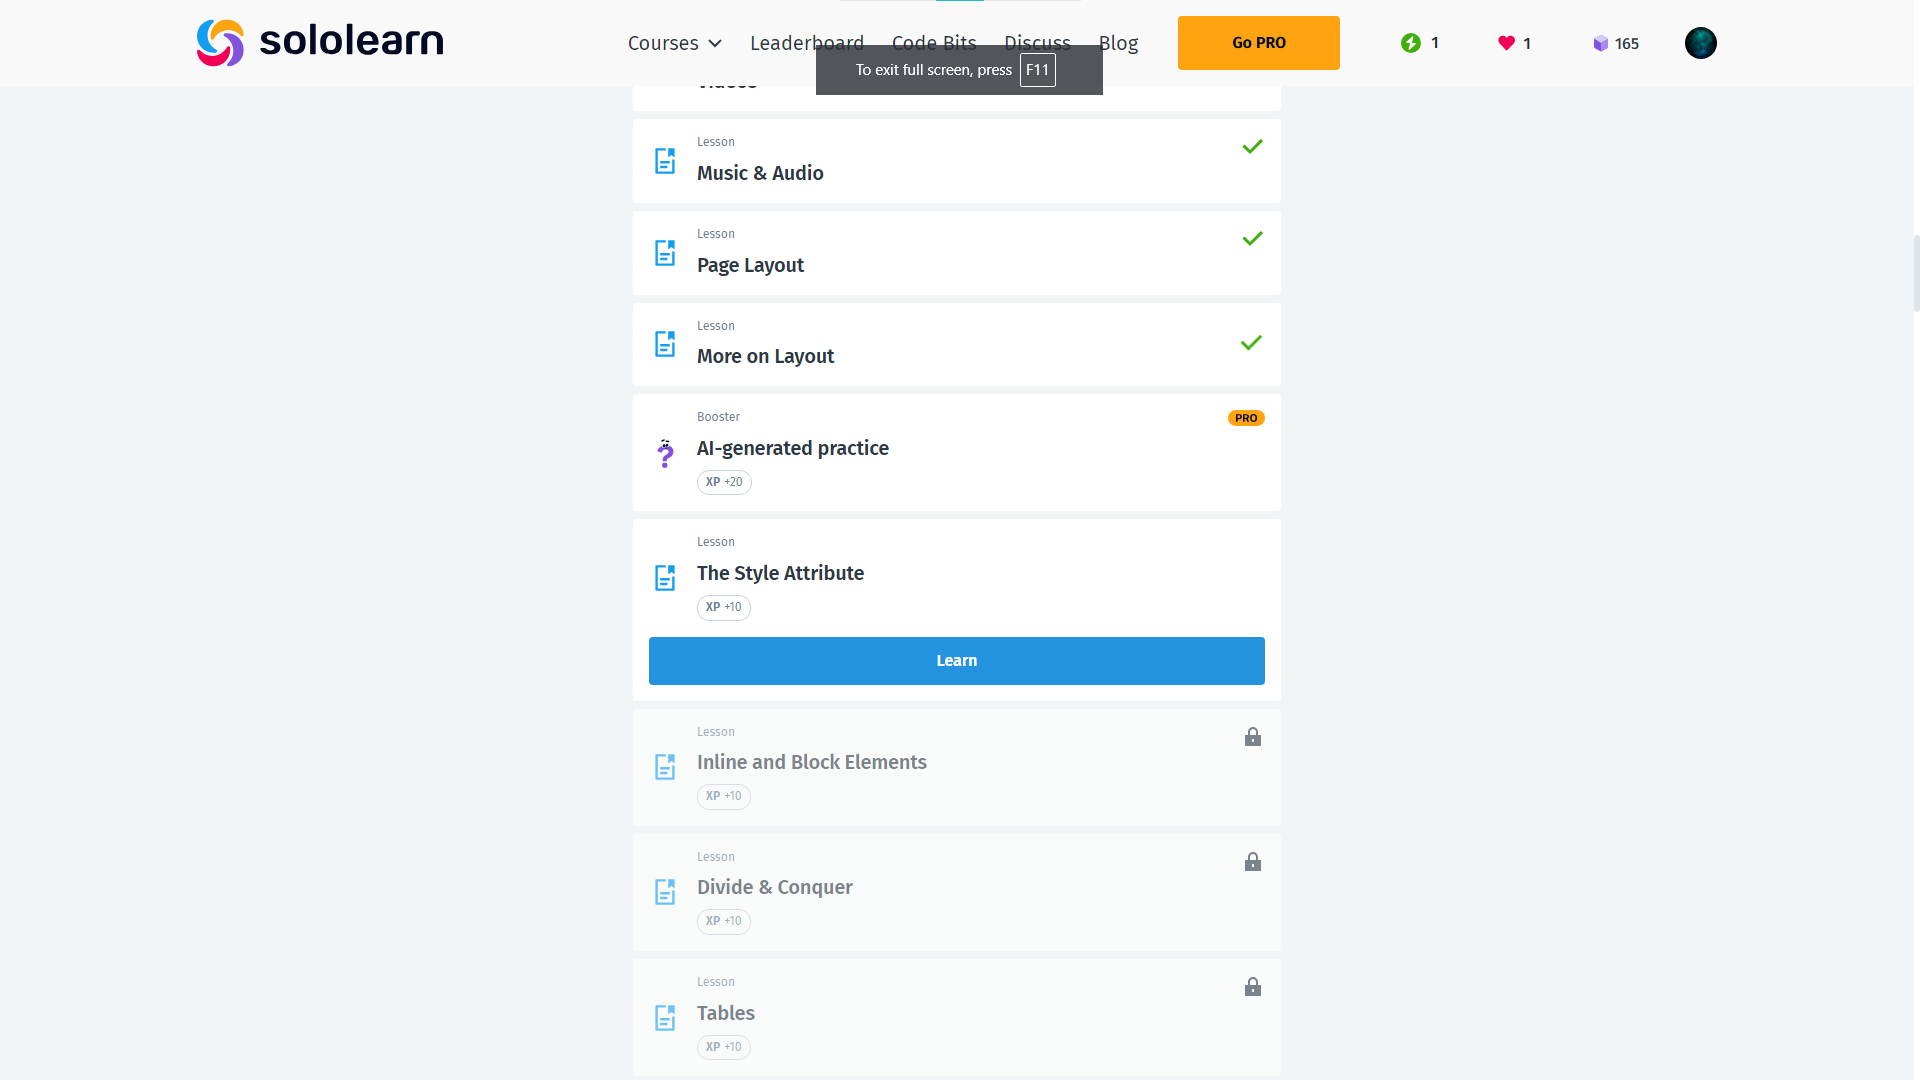 sololearn
Courses
Leaderboard
Code Bits
Discuss
Blog
Go PRO
1
1
165
To exit full screen, press F11
Videos
Lesson
Music & Audio
Lesson
Page Layout
Lesson
More on Layout
Booster
PRO
AI-generated practice
XP +20
Lesson
The Style Attribute
XP +10
Learn
Lesson
Inline and Block Elements
XP +10
Lesson
Divide & Conquer
XP +10
Lesson
Tables
XP +10